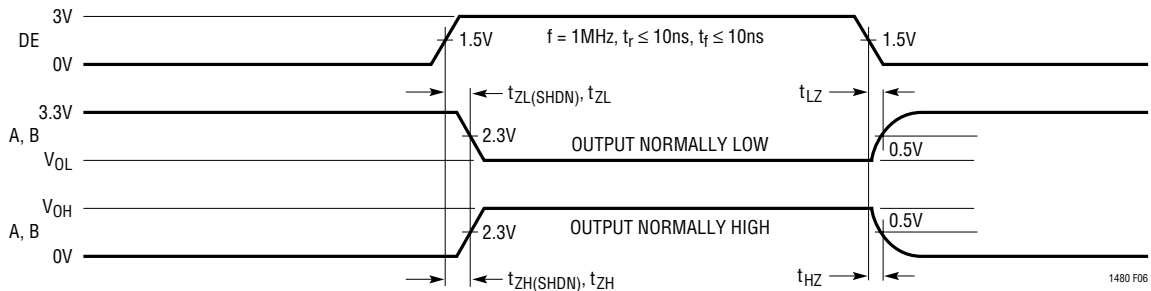 3V
DE
0V
1.5V
f = 1MHz, tr ≤ 10ns, tf ≤ 10ns
1.5V
tZL(SHDN), tZL
tLZ
3.3V
A, B
VOL
2.3V
OUTPUT NORMALLY LOW
0.5V
VOH
A, B
0V
2.3V
OUTPUT NORMALLY HIGH
0.5V
tZH(SHDN), tZH
tHZ
1480 F06